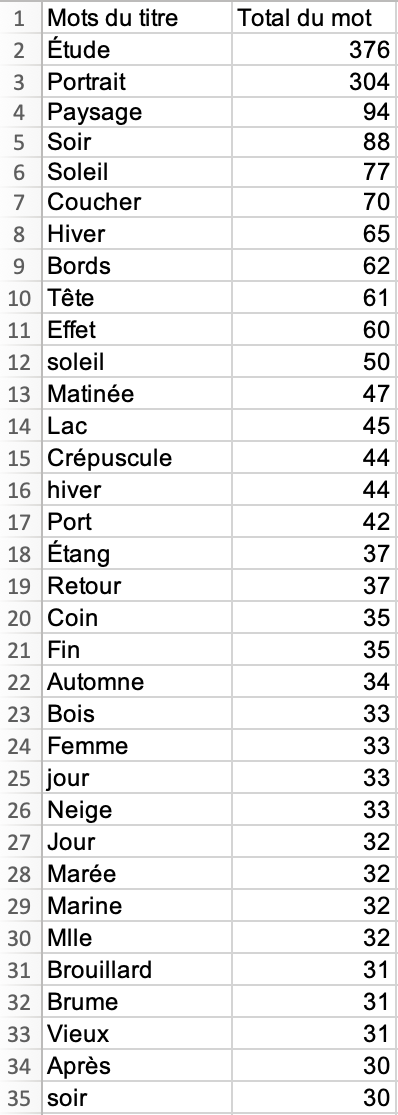 1 Mots du titre Total du mot
2 Étude 376
3 Portrait 304
4 Paysage 94
5 Soir 88
6 Soleil 77
7 Coucher 70
8 Hiver 65
9 Bords 62
10 Tête 61
11 Effet 60
12 soleil 50
13 Matinée 47
14 Lac 45
15 Crépuscule 44
16 hiver 44
17 Port 42
18 Étang 37
19 Retour 37
20 Coin 35
21 Fin 35
22 Automne 34
23 Bois 33
24 Femme 33
25 jour 33
26 Neige 33
27 Jour 32
28 Marée 32
29 Marine 32
30 Mlle 32
31 Brouillard 31
32 Brume 31
33 Vieux 31
34 Après 30
35 soir 30